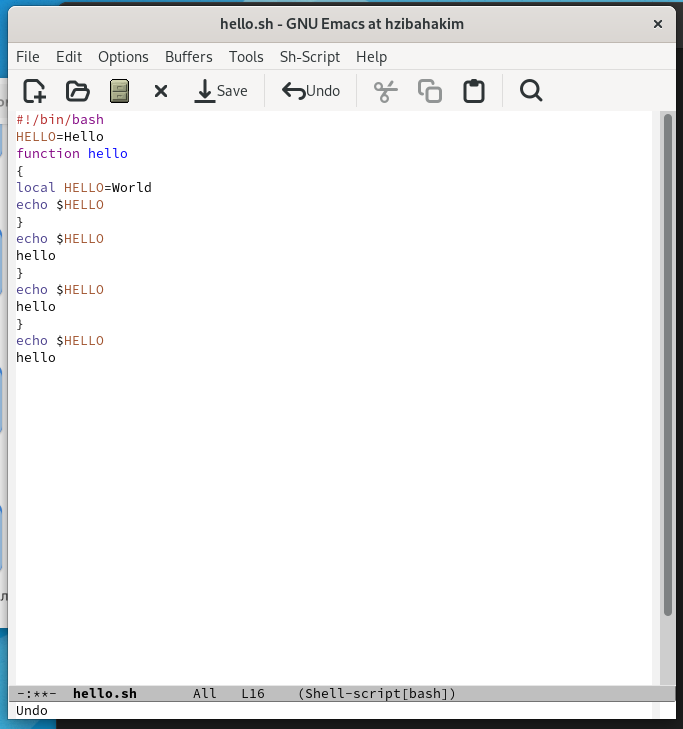 hello.sh - GNU Emacs at hzibahakim
File Edit Options Buffers Tools Sh-Script Help
Save Undo
#!/bin/bash
HELLO=Hello
function hello
{
local HELLO=World
echo $HELLO
}
echo $HELLO
hello
}
echo $HELLO
hello
}
echo $HELLO
hello
-:**- hello.sh All L16 (Shell-script[bash])
Undo